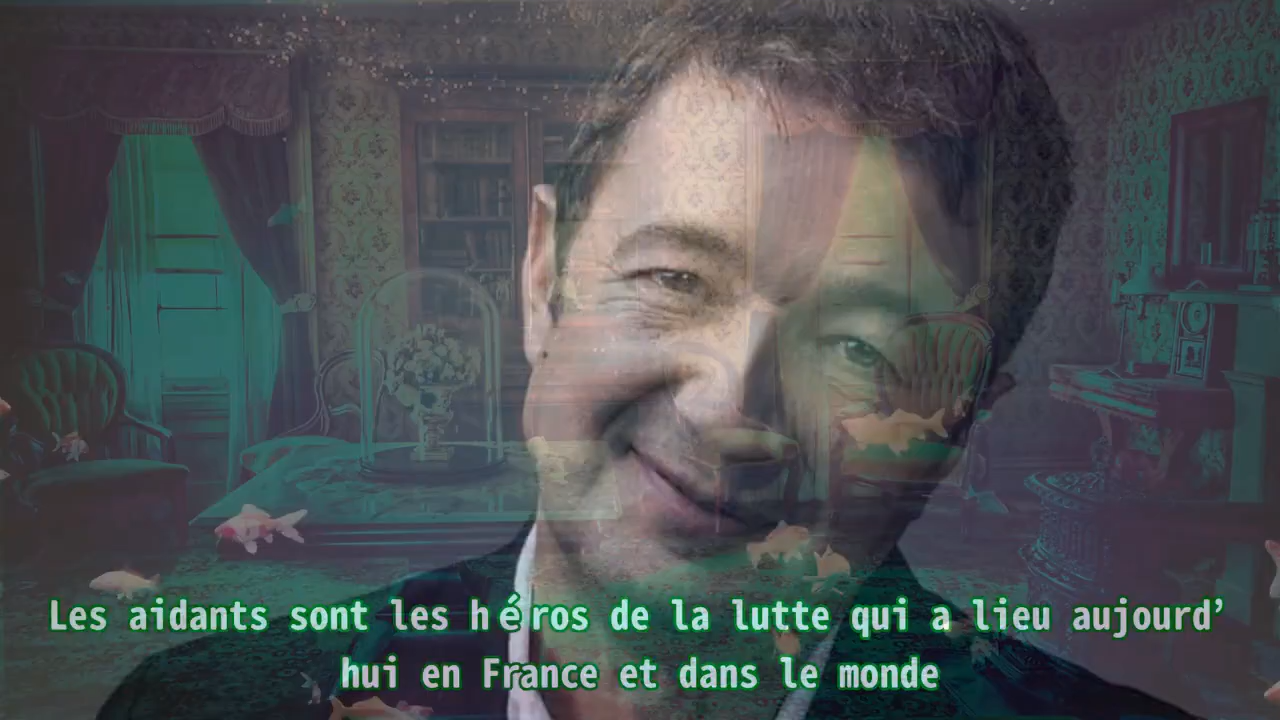 Les aidants sont les héros de la lutte qui a lieu aujourd’
hui en France et dans le monde